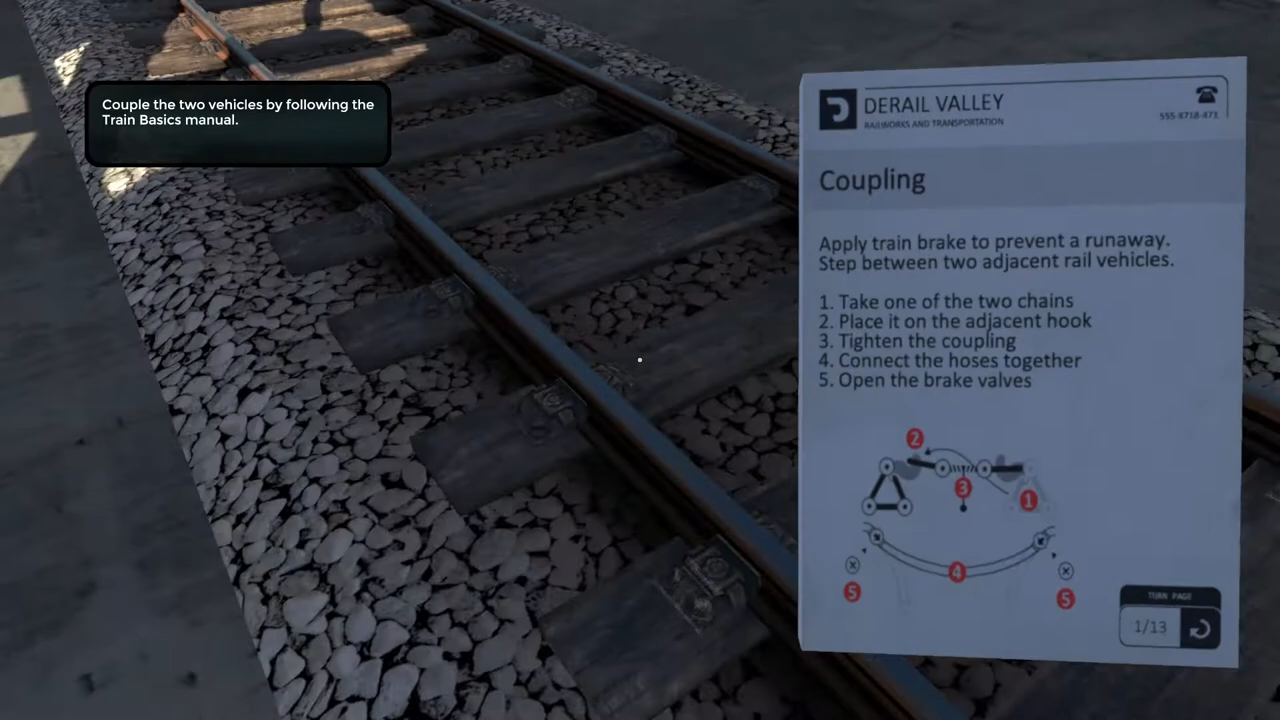 Couple the two vehicles by following the
Train Basics manual.
DERAIL VALLEY
RAILWORKS AND TRANSPORTATION
555-4718-471
Coupling
Apply train brake to prevent a runaway.
Step between two adjacent rail vehicles.
1. Take one of the two chains
2. Place it on the adjacent hook
3. Tighten the coupling
4. Connect the hoses together
5. Open the brake valves
2
3
1
4
5
5
TURN PAGE
1/13